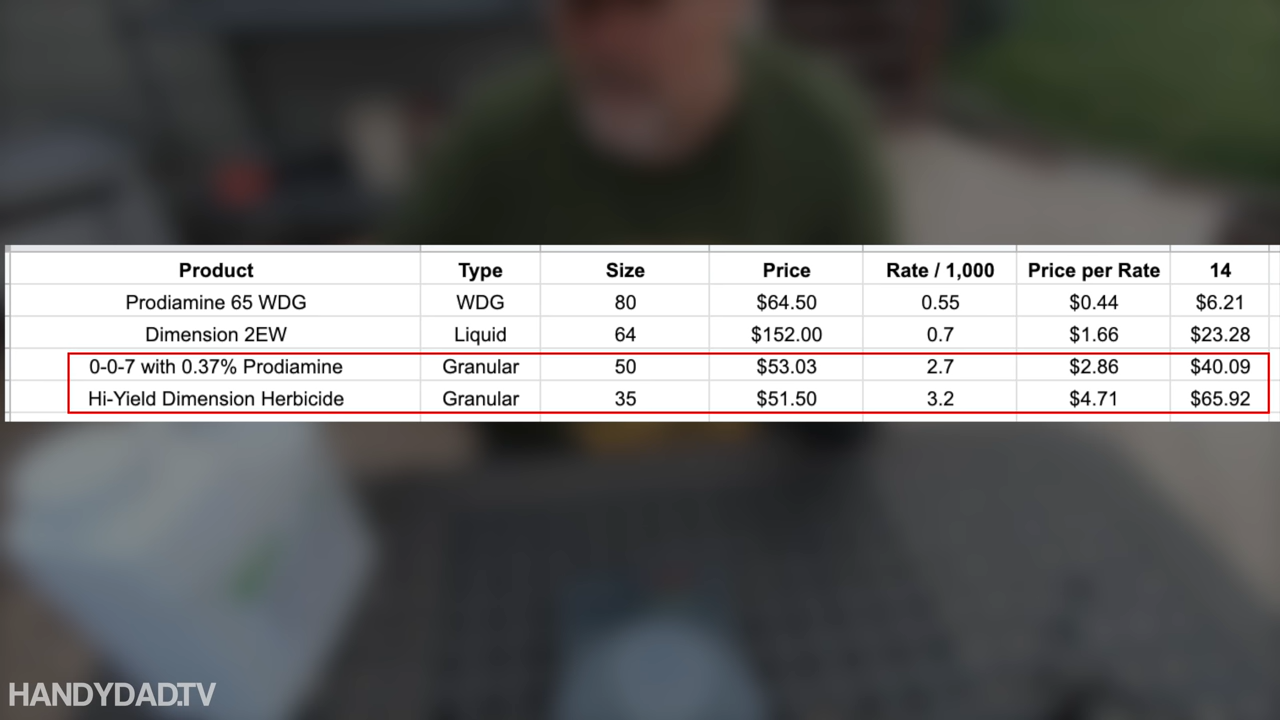 Product Type Size Price Rate / 1,000 Price per Rate 14
Prodiamine 65 WDG WDG 80 $64.50 0.55 $0.44 $6.21
Dimension 2EW Liquid 64 $152.00 0.7 $1.66 $23.28
0-0-7 with 0.37% Prodiamine Granular 50 $53.03 2.7 $2.86 $40.09
Hi-Yield Dimension Herbicide Granular 35 $51.50 3.2 $4.71 $65.92
HANDYDAD.TV